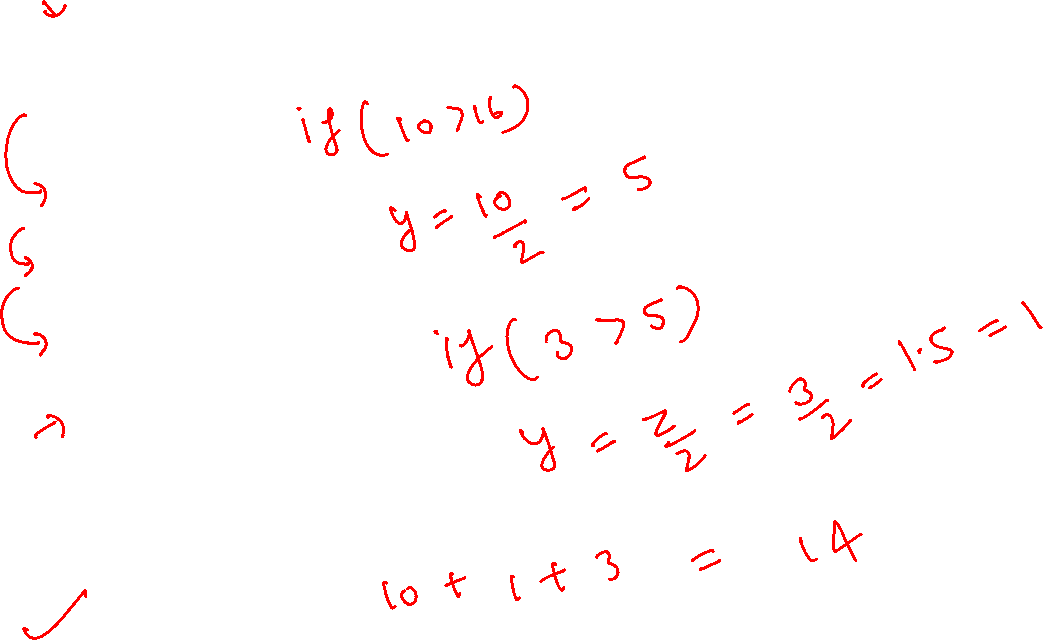 if(10>16)
y=10/2=5
if(3>5)
y=z/2=3/2=1.5=1
10+1+3=14